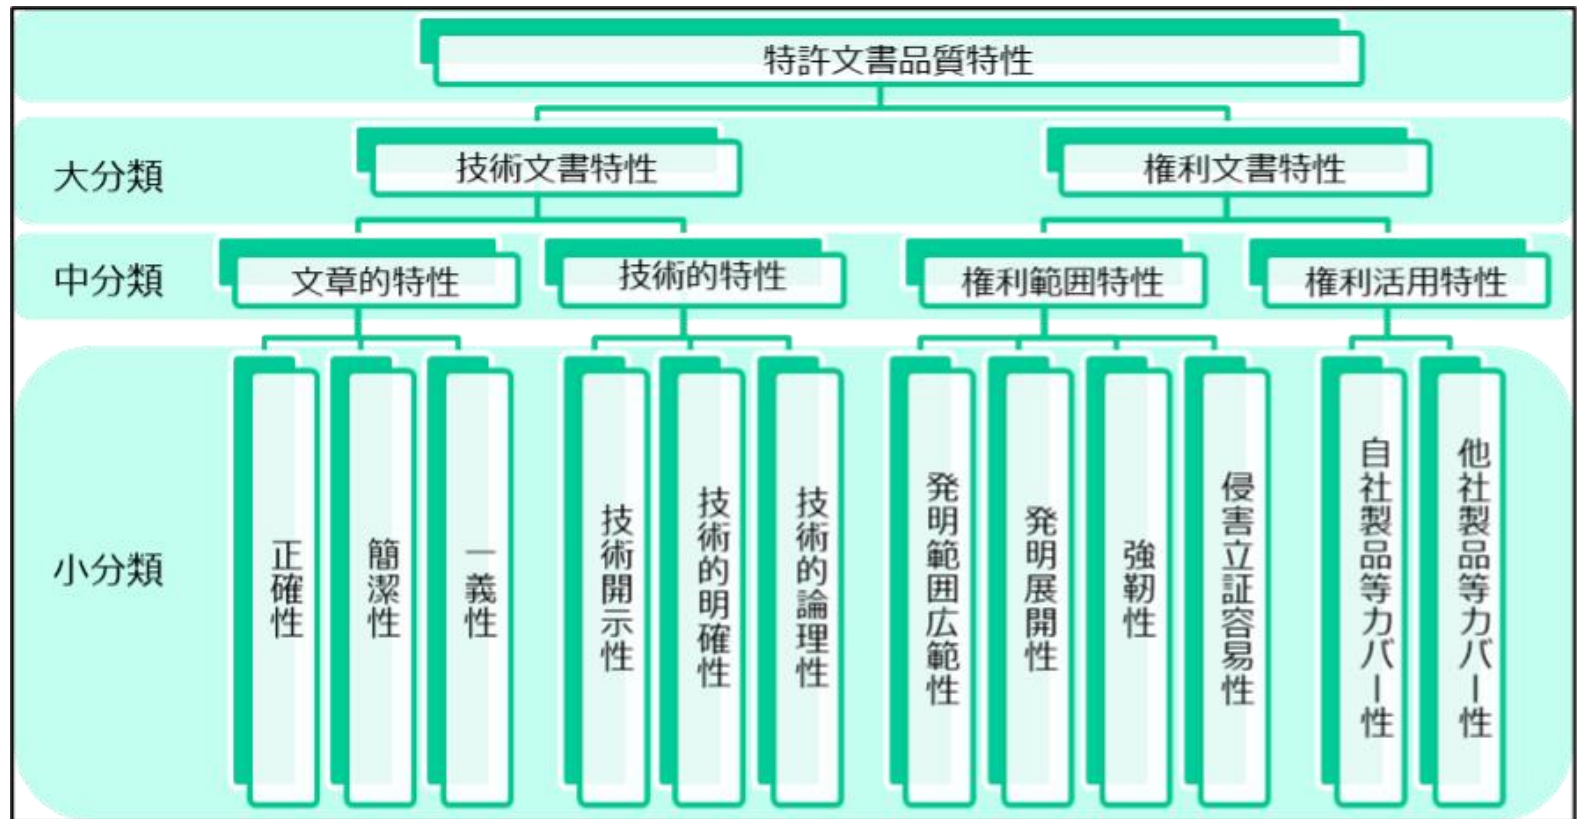 特許文書品質特性
大分類
技術文書特性
権利文書特性
中分類
文章的特性
技術的特性
権利範囲特性
権利活用特性
小分類
正確性
簡潔性
一義性
技術開示性
技術的明確性
技術的論理性
発明範囲広範性
発明展開性
強靭性
侵害立証容易性
自社製品等カバー性
他社製品等カバー性